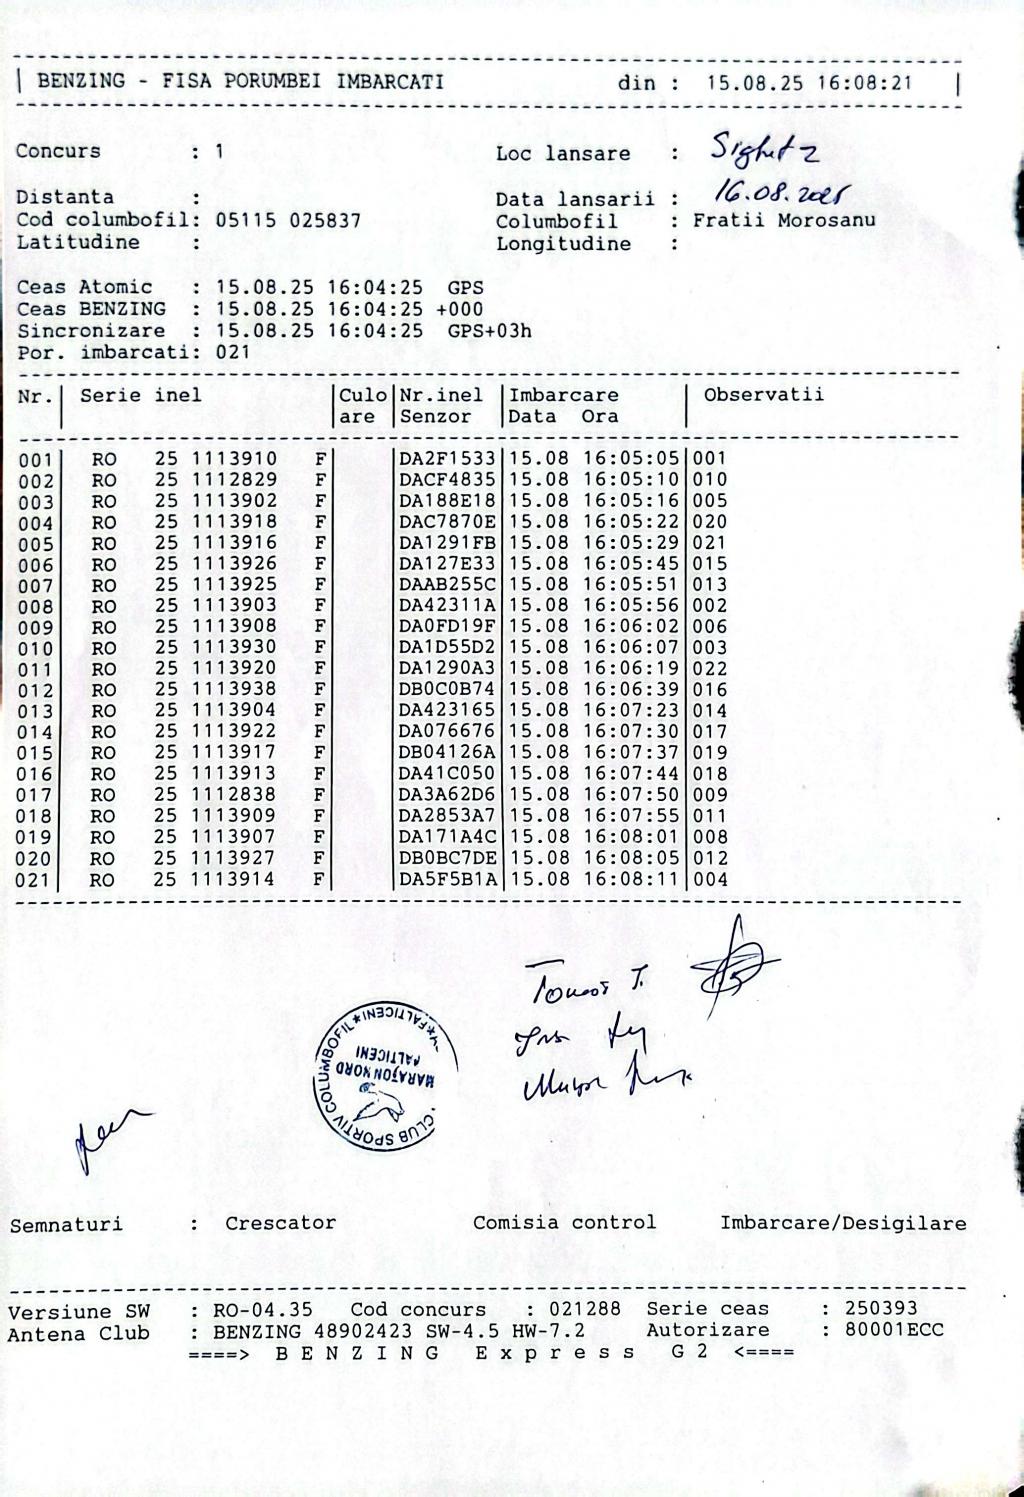 BENZING - FISA PORUMBEI IMBARCATI din : 15.08.25 16:08:21
Concurs : 1 Loc lansare : Sighet 2
Distanta : Data lansarii : 16.08.2025
Cod columbofil: 05115 025837 Columbofil : Fratii Morosanu
Latitudine : Longitudine :
Ceas Atomic : 15.08.25 16:04:25 GPS
Ceas BENZING : 15.08.25 16:04:25 +000
Sincronizare : 15.08.25 16:04:25 GPS+03h
Por. imbarcati: 021
Nr. Serie inel Culo Nr.inel Imbarcare Observatii
are Senzor Data Ora
001 RO 25 1113910 F DA2F1533 15.08 16:05:05 001
002 RO 25 1112829 F DACF4835 15.08 16:05:10 010
003 RO 25 1113902 F DA188E18 15.08 16:05:16 005
004 RO 25 1113918 F DAC7870E 15.08 16:05:22 020
005 RO 25 1113916 F DA1291FB 15.08 16:05:29 021
006 RO 25 1113926 F DA127E33 15.08 16:05:45 015
007 RO 25 1113925 F DAAB255C 15.08 16:05:51 013
008 RO 25 1113903 F DA42311A 15.08 16:05:56 002
009 RO 25 1113908 F DA0FD19F 15.08 16:06:02 006
010 RO 25 1113930 F DA1D55D2 15.08 16:06:07 003
011 RO 25 1113920 F DA1290A3 15.08 16:06:19 022
012 RO 25 1113938 F DB0C0B74 15.08 16:06:39 016
013 RO 25 1113904 F DA423165 15.08 16:07:23 014
014 RO 25 1113922 F DA076676 15.08 16:07:30 017
015 RO 25 1113917 F DB04126A 15.08 16:07:37 019
016 RO 25 1113913 F DA41C050 15.08 16:07:44 018
017 RO 25 1112838 F DA3A62D6 15.08 16:07:50 009
018 RO 25 1113909 F DA2853A7 15.08 16:07:55 011
019 RO 25 1113907 F DA171A4C 15.08 16:08:01 008
020 RO 25 1113927 F DB0BC7DE 15.08 16:08:05 012
021 RO 25 1113914 F DA5F5B1A 15.08 16:08:11 004
CLUB SPORTIV COLUMBOFIL * FALTICENI
MARATON NORD
FALTICENI
Semnaturi : Crescator Comisia control Imbarcare/Desigilare
Versiune SW : RO-04.35 Cod concurs : 021288 Serie ceas : 250393
Antena Club : BENZING 48902423 SW-4.5 HW-7.2 Autorizare : 80001ECC
====> B E N Z I N G E x p r e s s G 2 <====